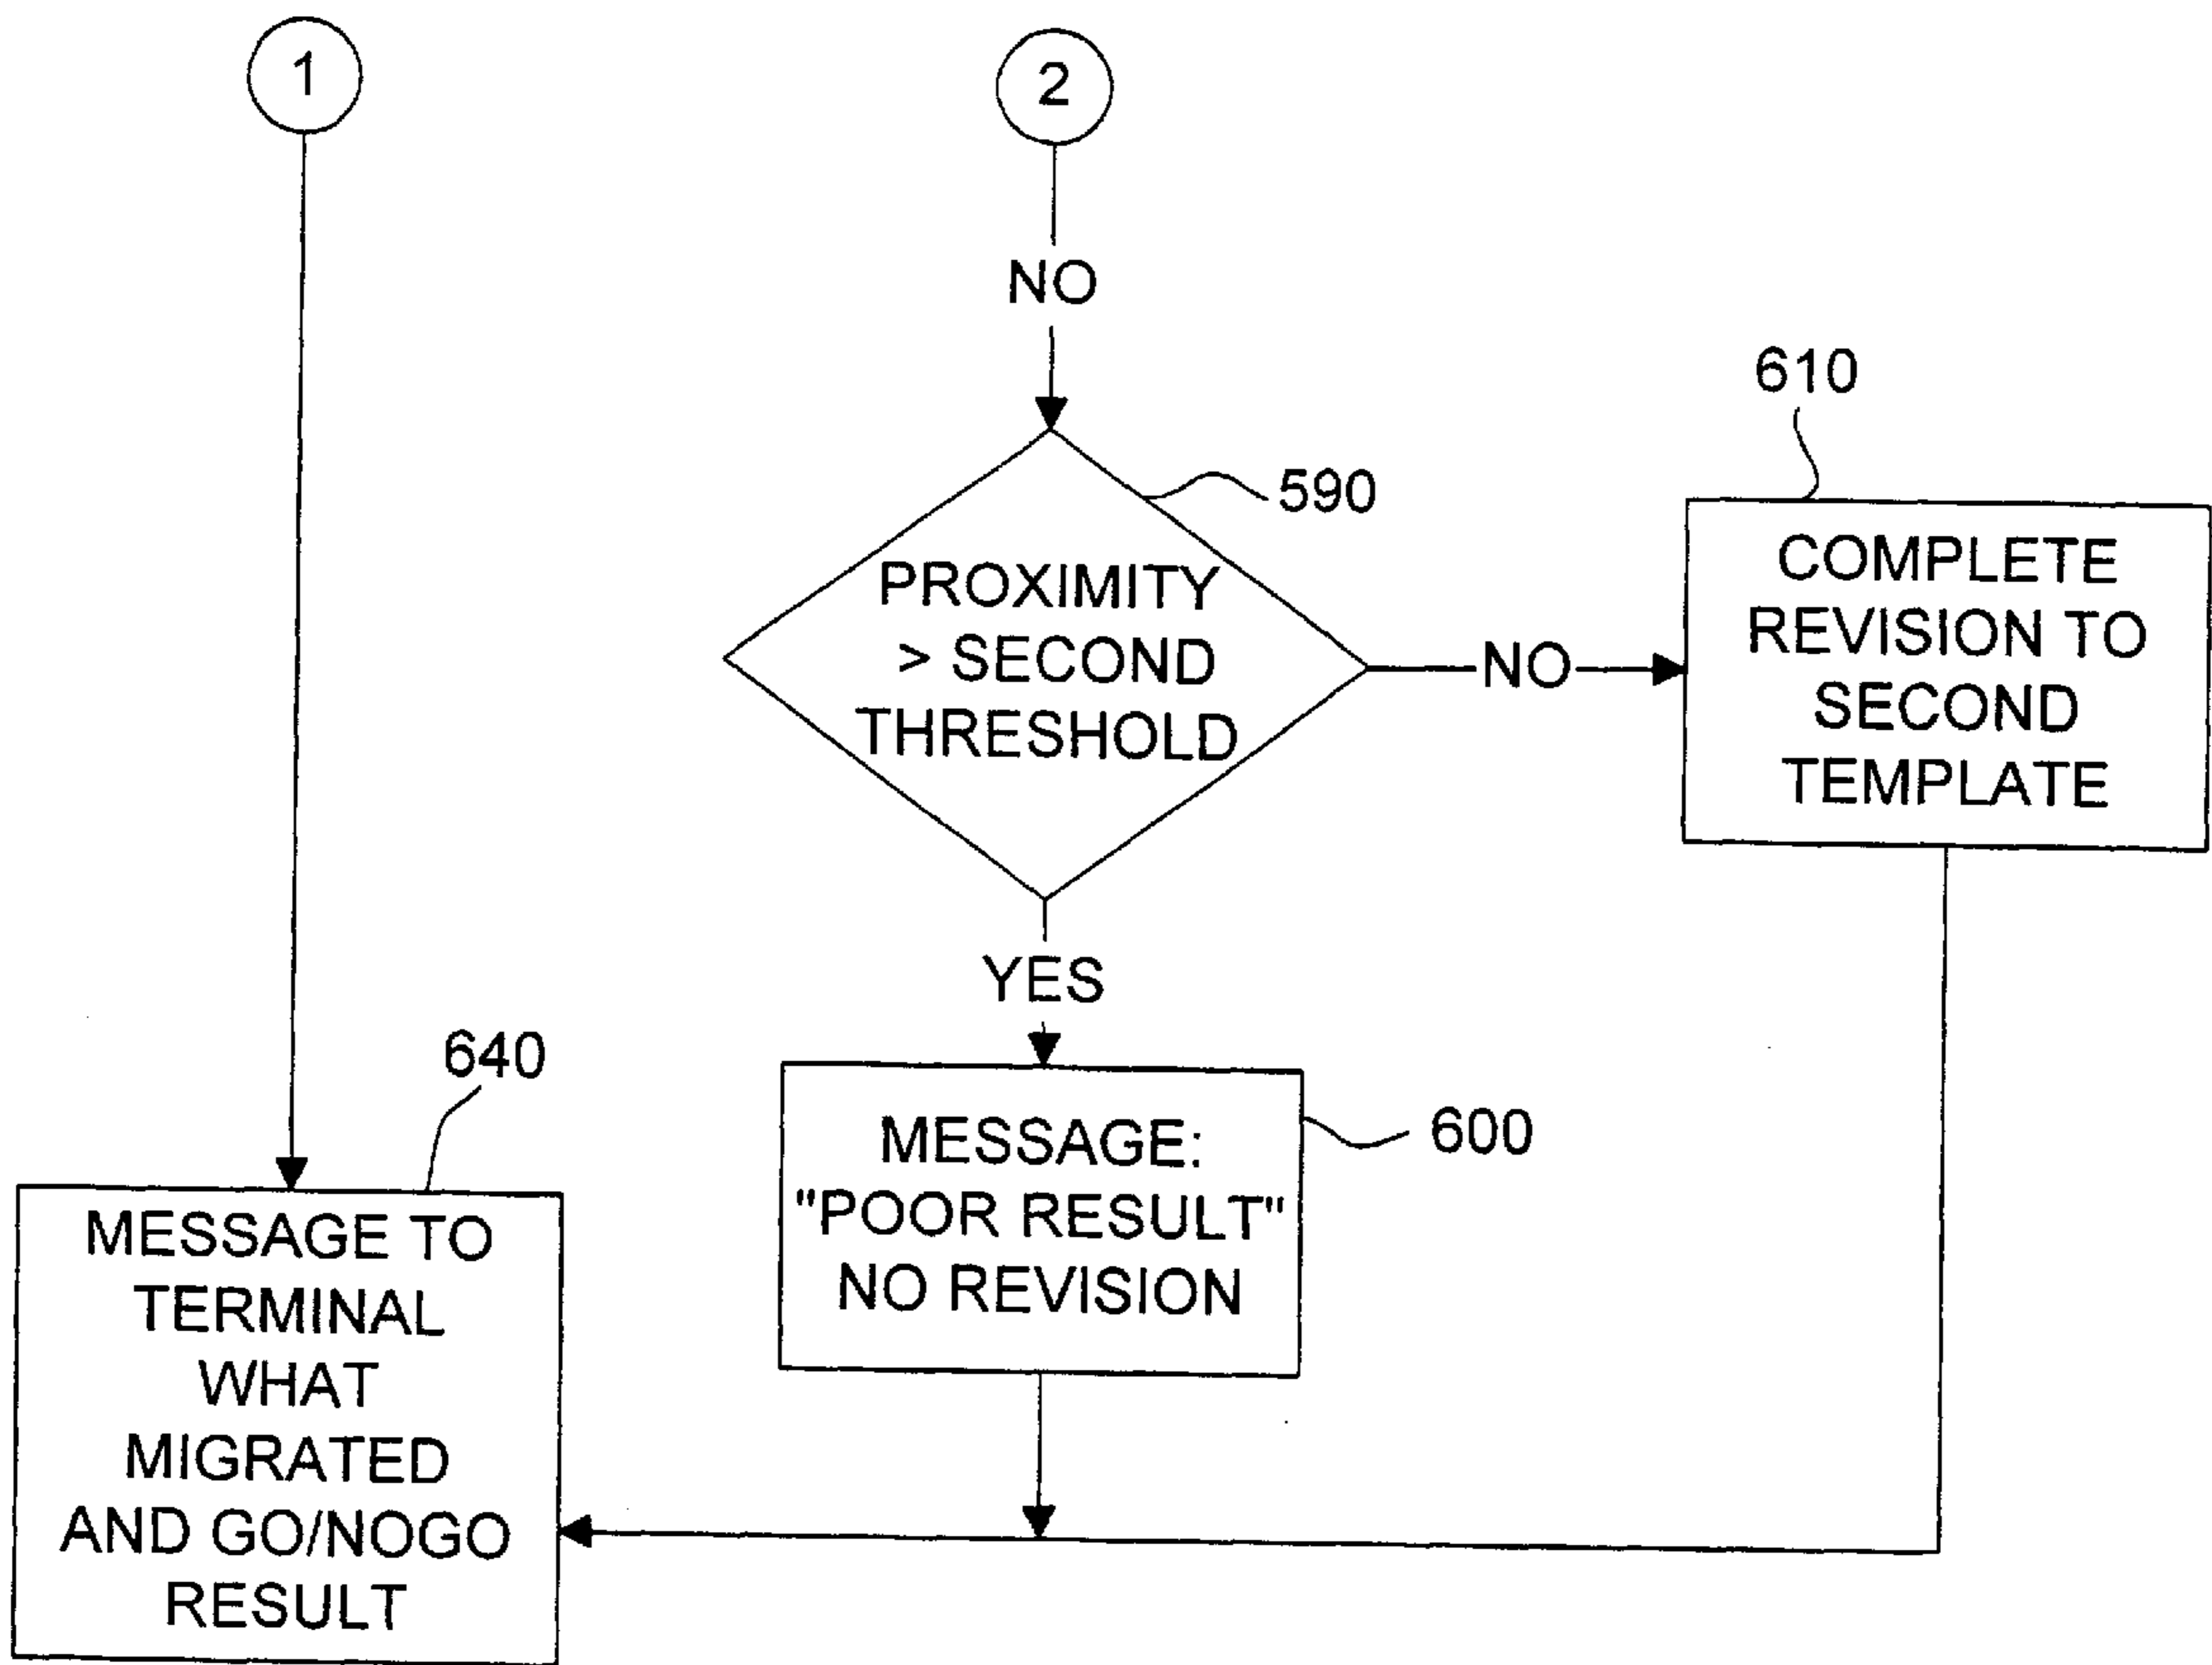 1
2
NO
610
590
PROXIMITY
> SECOND
THRESHOLD
NO
COMPLETE
REVISION TO
SECOND
TEMPLATE
YES
640
MESSAGE:
"POOR RESULT"
NO REVISION
600
MESSAGE TO
TERMINAL
WHAT
MIGRATED
AND GO/NOGO
RESULT